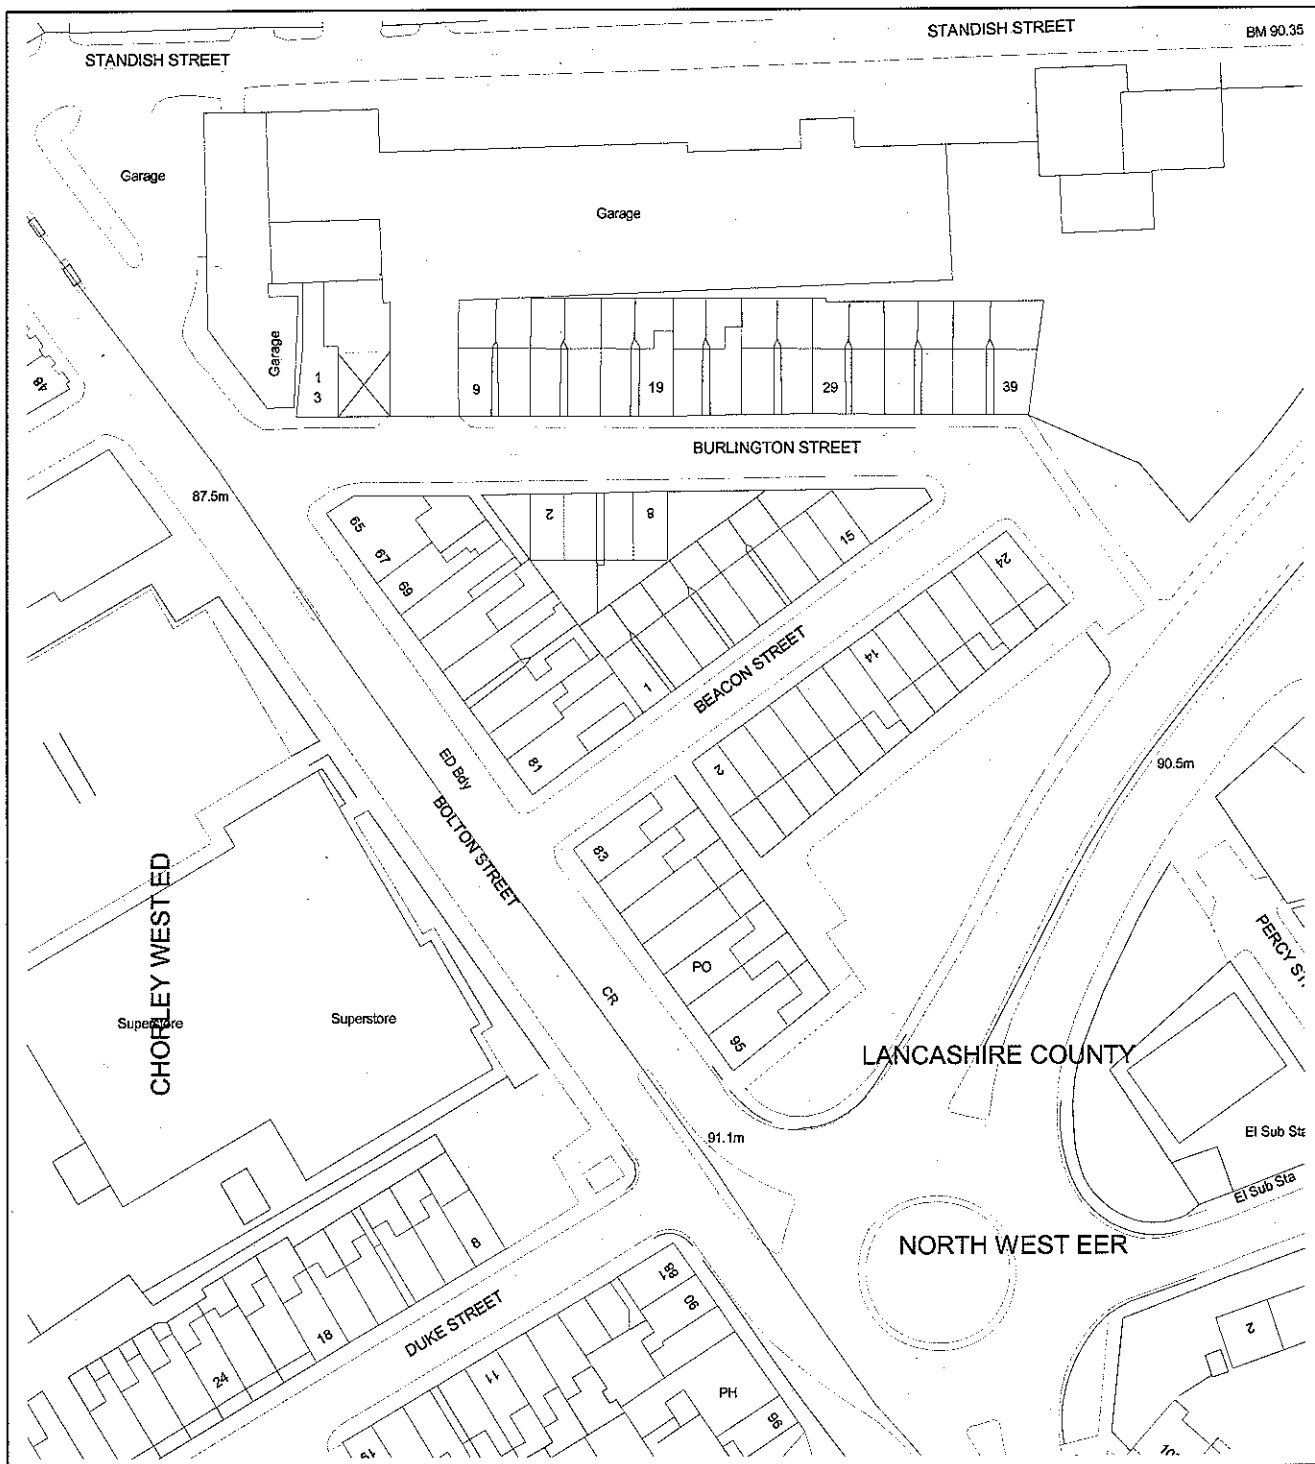 STANDISH STREET
STANDISH STREET
BM 90.35
Garage
Garage
Garage
48
1
3
9
19
29
39
BURLINGTON STREET
87.5m
65
67
69
2
8
15
24
1
14
BEACON STREET
81
2
ED Bdy
BOLTON STREET
90.5m
83
CHORLEY WEST ED
PERCY ST
PO
CR
Superstore
Superstore
95
LANCASHIRE COUNTY
91.1m
El Sub Sta
El Sub Sta
NORTH WEST EER
8
DUKE STREET
18
24
88
90
11
PH
96
19
2